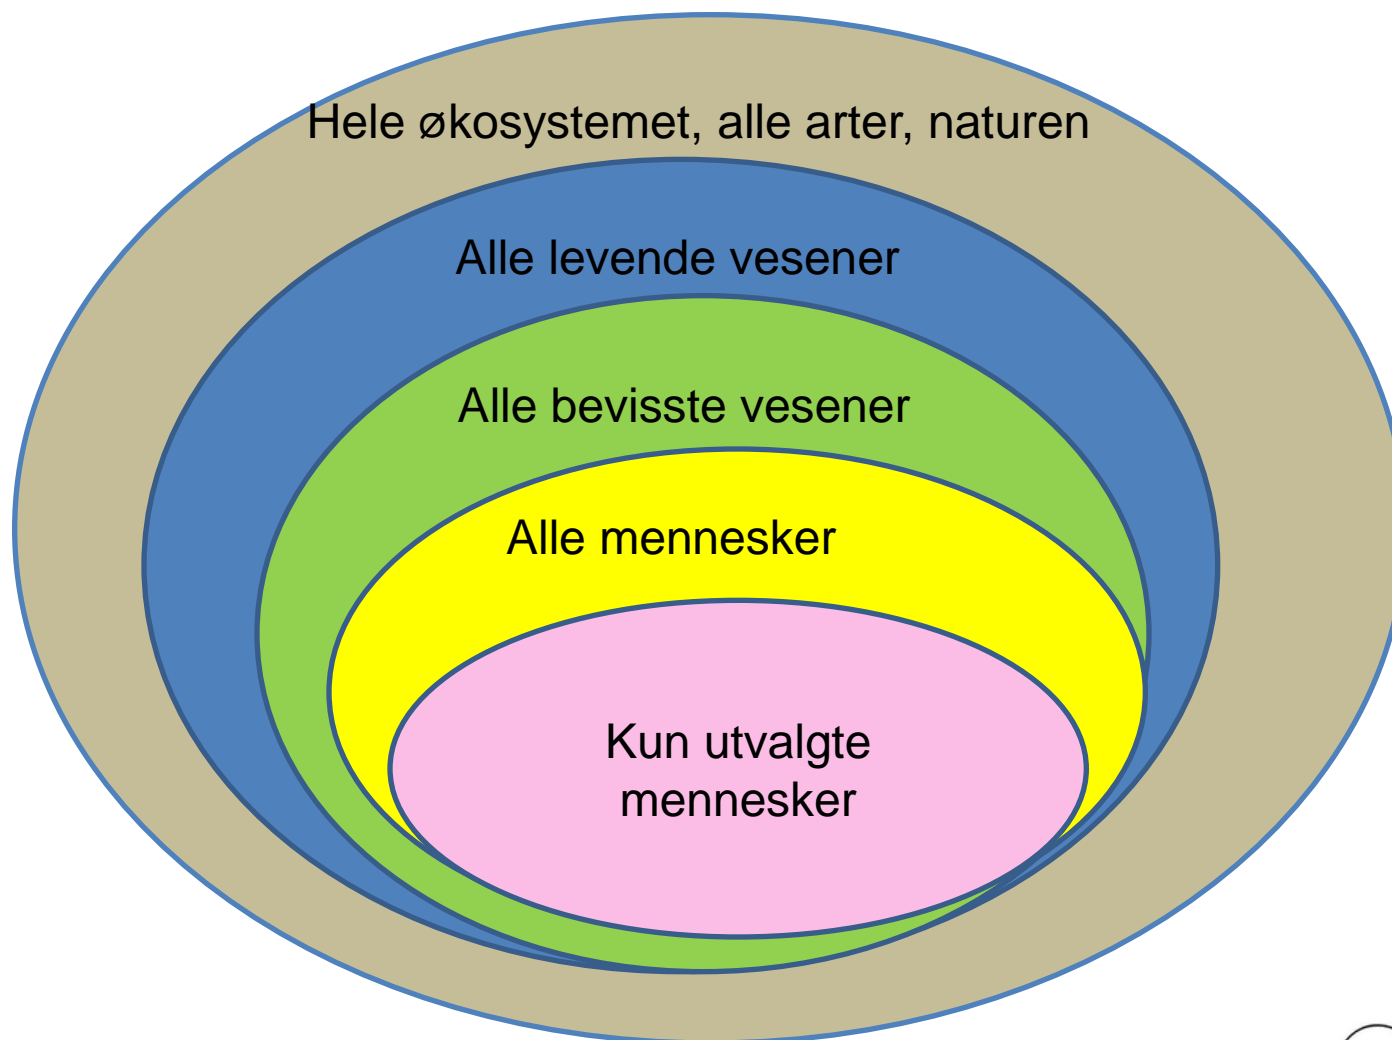 Hele økosystemet, alle arter, naturen
Alle levende vesener
Alle bevisste vesener
Alle mennesker
Kun utvalgte
mennesker